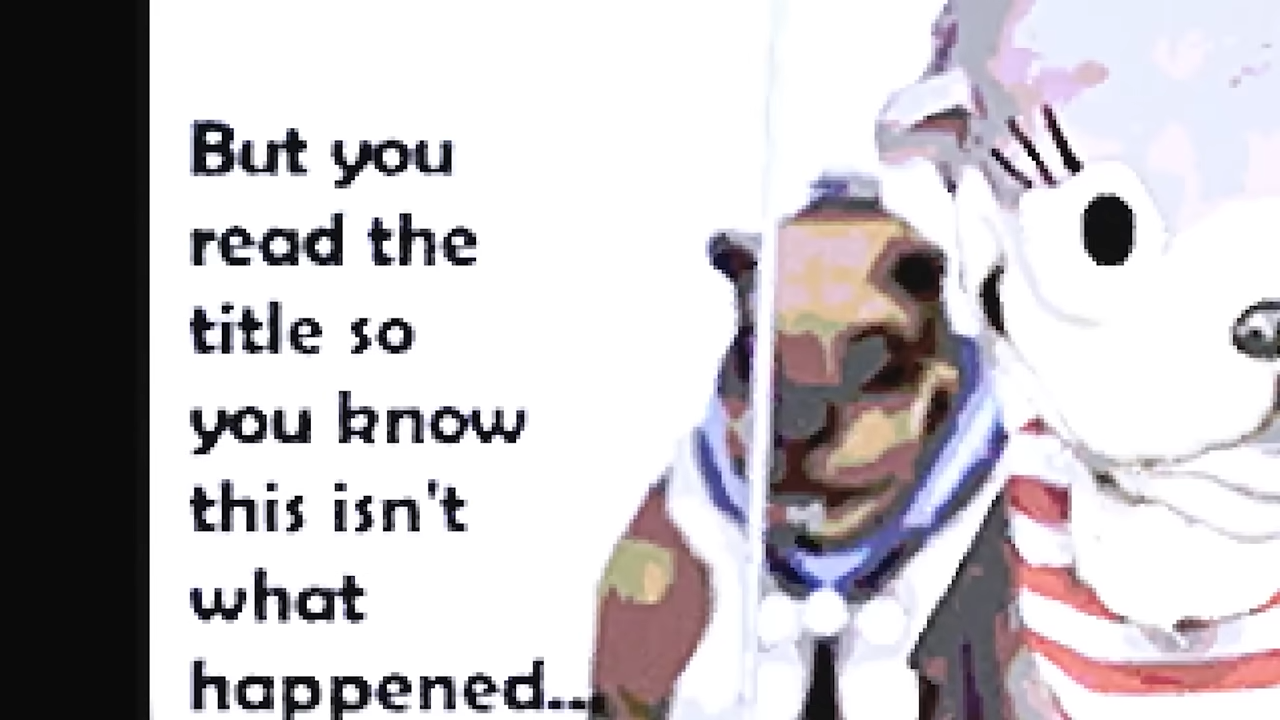 But you
read the
title so
you know
this isn't
what
happened...